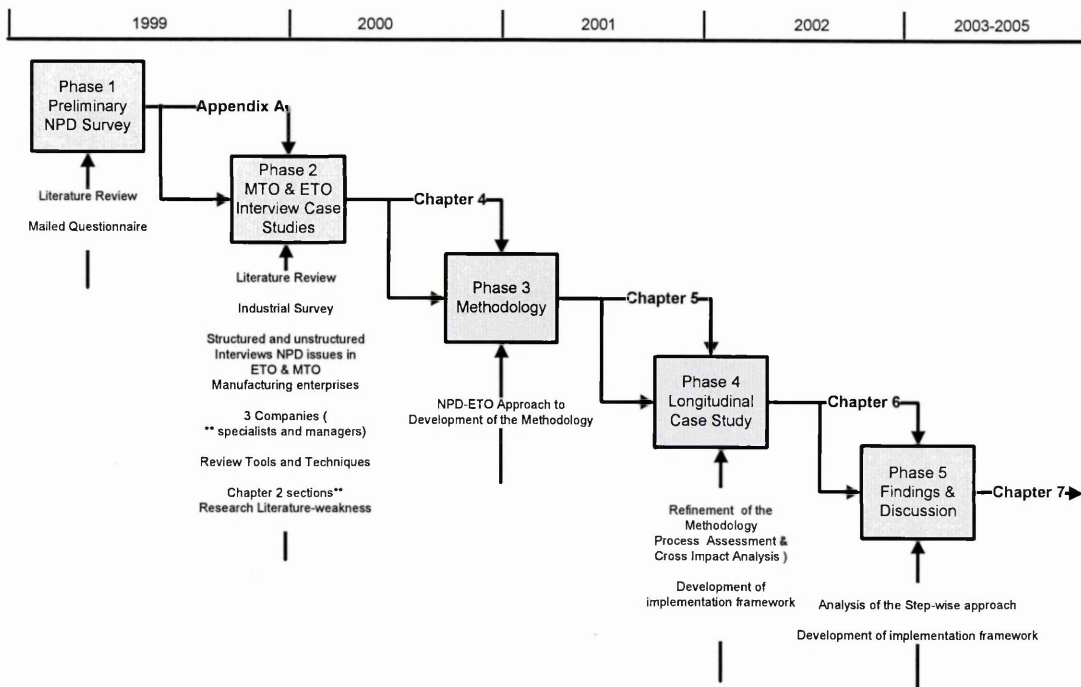 1999
2000
2001
2002
2003-2005
Phase 1
Preliminary
NPD Survey
Appendix A
Literature Review
Mailed Questionnaire
Phase 2
MTO & ETO
Interview Case
Studies
Chapter 4
Literature Review
Industrial Survey
Structured and unstructured
Interviews NPD issues in
ETO & MTO
Manufacturing enterprises
3 Companies (
** specialists and managers)
Review Tools and Techniques
Chapter 2 sections**
Research Literature-weakness
Phase 3
Methodology
Chapter 5
NPD-ETO Approach to
Development of the Methodology
Phase 4
Longitudinal
Case Study
Chapter 6
Refinement of the
Methodology
Process Assessment &
Cross Impact Analysis )
Development of
implementation framework
Phase 5
Findings &
Discussion
Chapter 7
Analysis of the Step-wise approach
Development of implementation framework